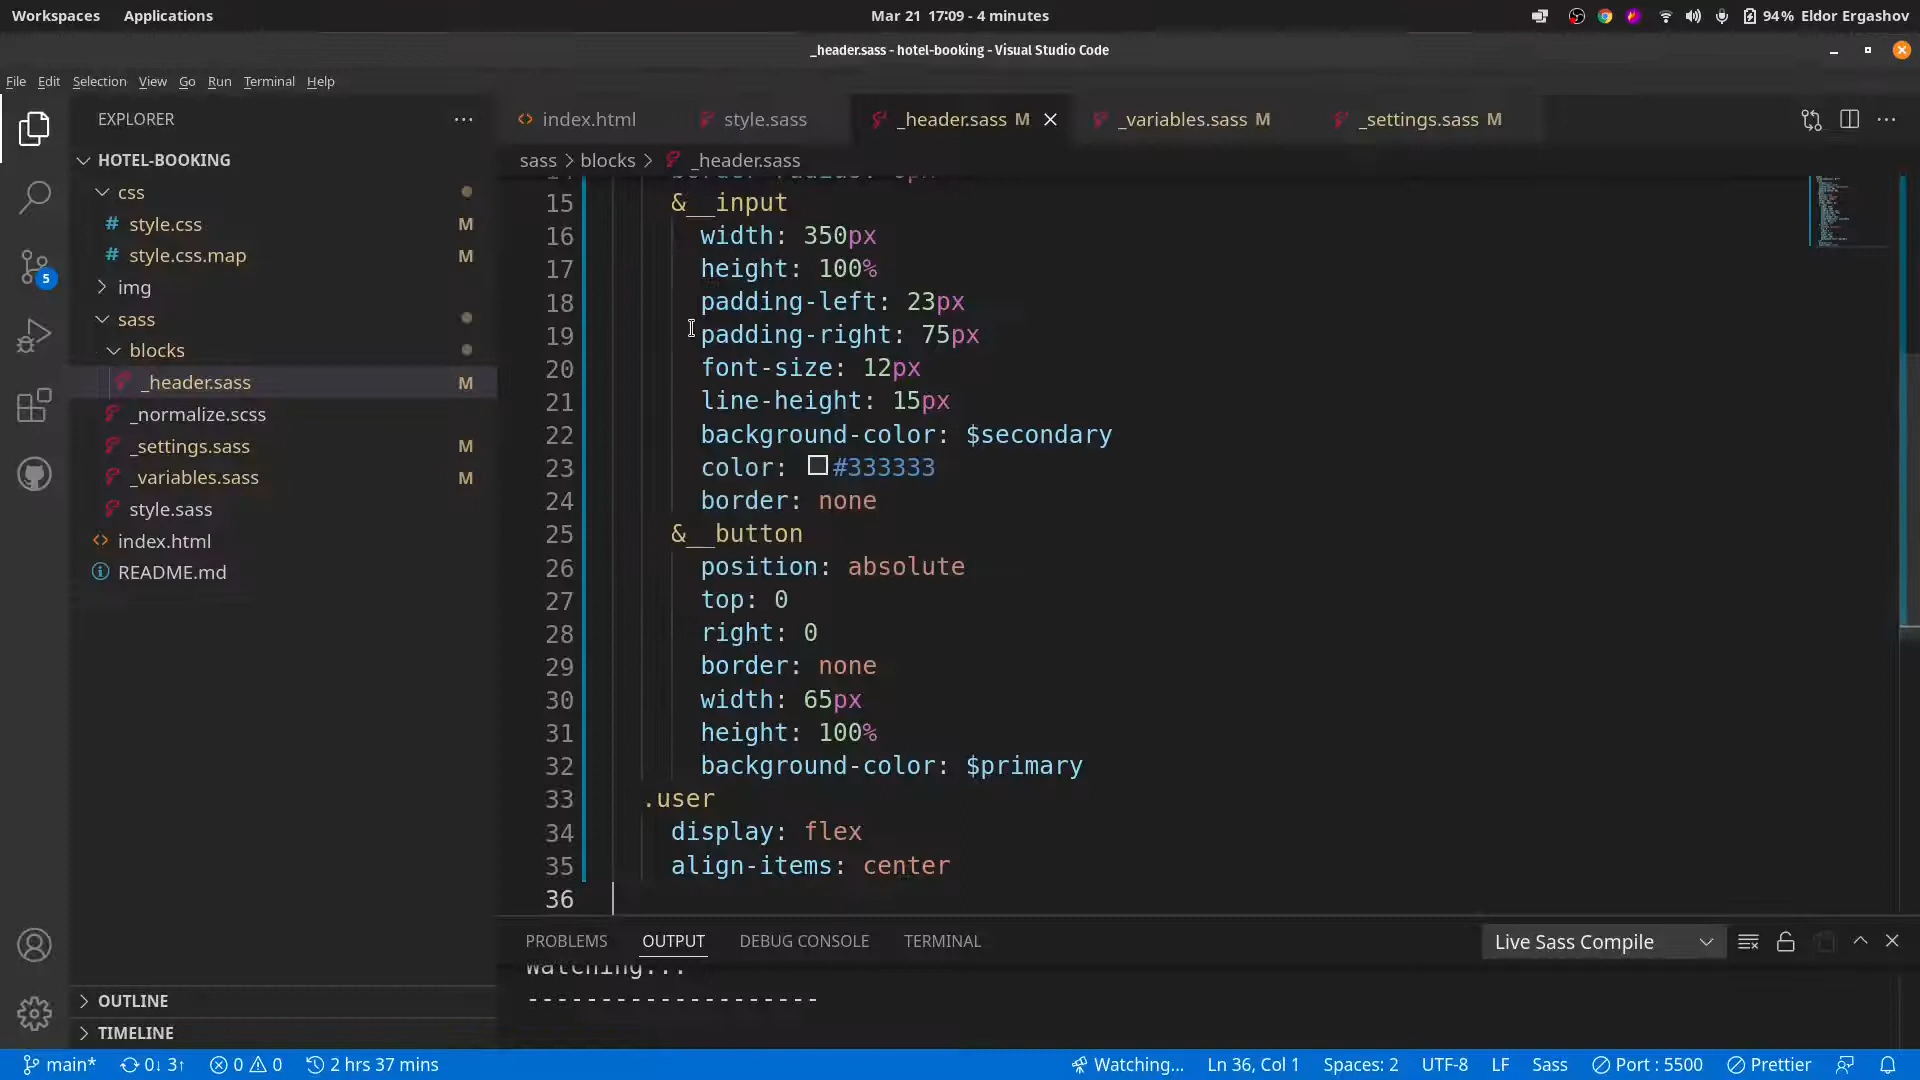 Workspaces Applications Mar 21 17:09 - 4 minutes 94% Eldor Ergashov
_header.sass - hotel-booking - Visual Studio Code
File Edit Selection View Go Run Terminal Help
EXPLORER
HOTEL-BOOKING
css
style.css M
style.css.map M
img
sass
blocks
_header.sass M
_normalize.scss
_settings.sass M
_variables.sass M
style.sass
index.html
README.md
OUTLINE
TIMELINE
5
index.html style.sass _header.sass M _variables.sass M _settings.sass M
sass > blocks > _header.sass
15 &__input
16 width: 350px
17 height: 100%
18 padding-left: 23px
19 padding-right: 75px
20 font-size: 12px
21 line-height: 15px
22 background-color: $secondary
23 color: #333333
24 border: none
25 &__button
26 position: absolute
27 top: 0
28 right: 0
29 border: none
30 width: 65px
31 height: 100%
32 background-color: $primary
33 .user
34 display: flex
35 align-items: center
36
PROBLEMS OUTPUT DEBUG CONSOLE TERMINAL Live Sass Compile
Watching...
--------------------
main* 0↓ 3↑ 0 0 2 hrs 37 mins Watching... Ln 36, Col 1 Spaces: 2 UTF-8 LF Sass Port : 5500 Prettier